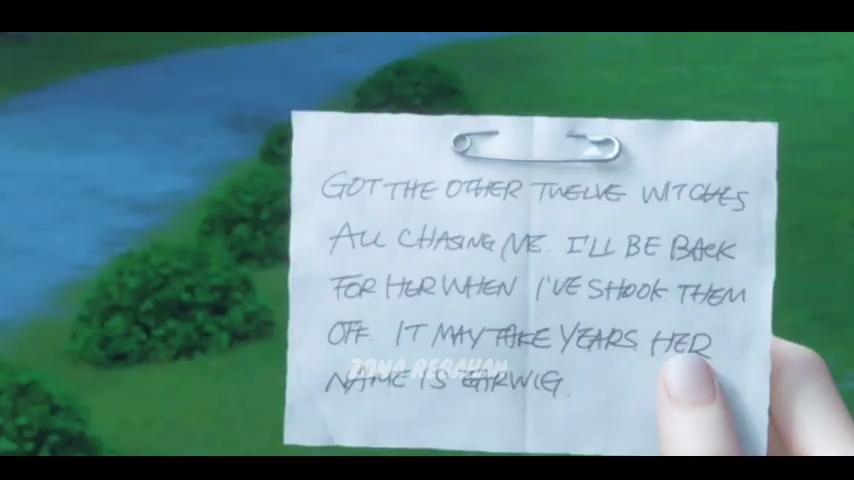 GOT THE OTHER TWELVE WITCHES
ALL CHASING ME. I'LL BE BACK
FOR HER WHEN I'VE SHOOK THEM
OFF. IT MAY TAKE YEARS. HER
ZONA REBAHAN
NAME IS EARWIG.